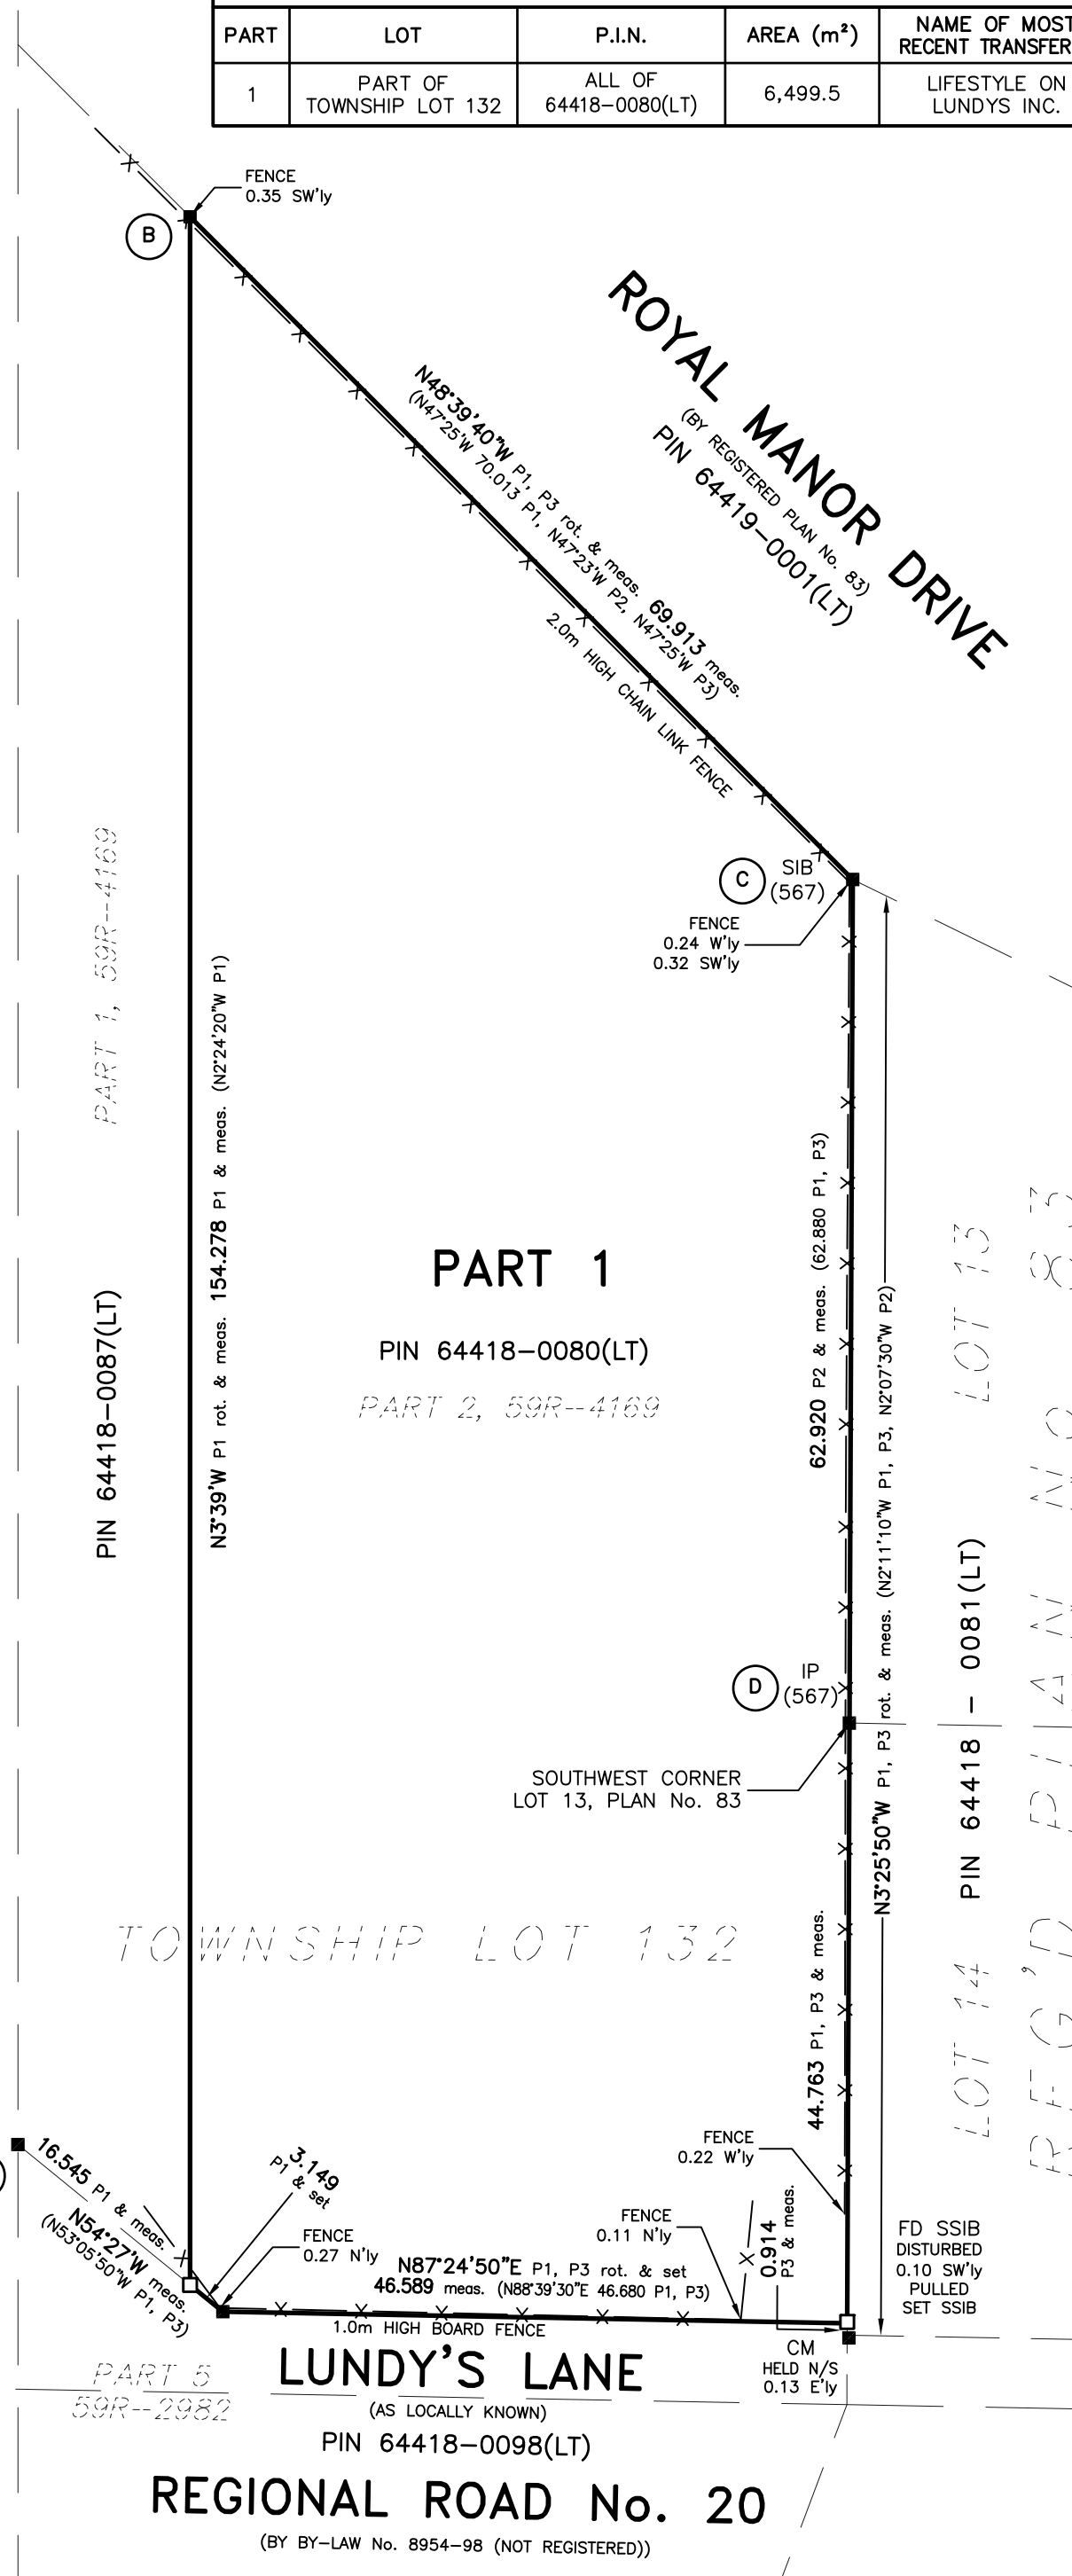 PART LOT P.I.N. AREA (m²) NAME OF MOST
RECENT TRANSFER
1 PART OF TOWNSHIP LOT 132 ALL OF 64418-0080(LT) 6,499.5 LIFESTYLE ON LUNDYS INC.
FENCE
0.35 SW'ly
B
ROYAL MANOR DRIVE
(BY REGISTERED PLAN No. 83)
PIN 64419-0001(LT)
N48°39'40"W P1, P3 rot. & meas. 69.913 meas.
(N47°25'W 70.013 P1, N47°23'W P2, N47°25'W P3)
2.0m HIGH CHAIN LINK FENCE
C
SIB
(567)
FENCE
0.24 W'ly
0.32 SW'ly
PART 1, 59R--4169
PIN 64418-0087(LT)
N3°39'W P1 rot. & meas. 154.278 P1 & meas. (N2°24'20"W P1)
PART 1
PIN 64418-0080(LT)
PART 2, 59R--4169
62.920 P2 & meas. (62.880 P1, P3)
N3°25'50"W P1, P3 rot. & meas. (N2°11'10"W P1, P3, N2°07'30"W P2)
LOT 13
PIN 64418 - 0081(LT)
REG'D PLAN NO 83
D
IP
(567)
SOUTHWEST CORNER
LOT 13, PLAN No. 83
TOWNSHIP LOT 132
44.763 P1, P3 & meas.
LOT 14
16.545 P1 & meas.
N54°27'W meas.
(N53°05'50"W P1, P3)
3.149
P1 & set
FENCE
0.27 N'ly
FENCE
0.22 W'ly
FENCE
0.11 N'ly
0.914
P3 & meas.
N87°24'50"E P1, P3 rot. & set
46.589 meas. (N88°39'30"E 46.680 P1, P3)
1.0m HIGH BOARD FENCE
FD SSIB
DISTURBED
0.10 SW'ly
PULLED
SET SSIB
CM
HELD N/S
0.13 E'ly
PART 5
59R--2982
LUNDY'S LANE
(AS LOCALLY KNOWN)
PIN 64418-0098(LT)
REGIONAL ROAD No. 20
(BY BY-LAW No. 8954-98 (NOT REGISTERED))